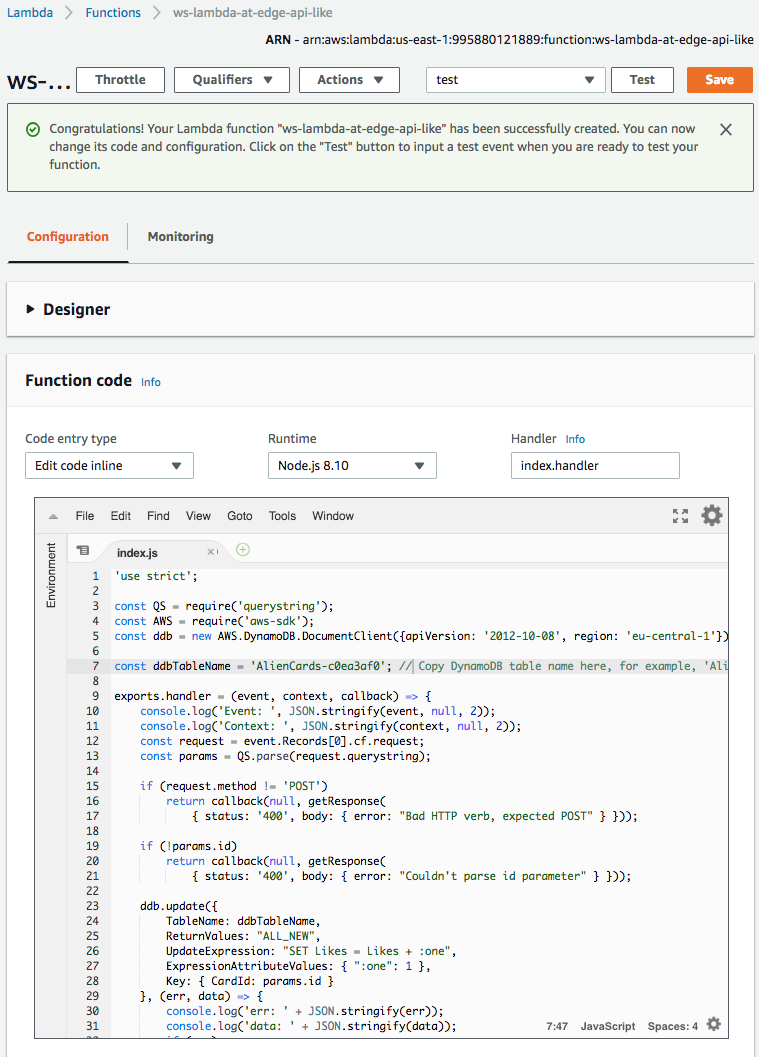 Lambda > Functions > ws-lambda-at-edge-api-like
ARN - arn:aws:lambda:us-east-1:995880121889:function:ws-lambda-at-edge-api-like
ws-... Throttle Qualifiers Actions test Test Save
Congratulations! Your Lambda function "ws-lambda-at-edge-api-like" has been successfully created. You can now
change its code and configuration. Click on the "Test" button to input a test event when you are ready to test your
function.
Configuration Monitoring
Designer
Function code Info
Code entry type Runtime Handler Info
Edit code inline Node.js 8.10 index.handler
File Edit Find View Goto Tools Window
Environment
index.js
1 'use strict';
2
3 const QS = require('querystring');
4 const AWS = require('aws-sdk');
5 const ddb = new AWS.DynamoDB.DocumentClient({apiVersion: '2012-10-08', region: 'eu-central-1'})
6
7 const ddbTableName = 'AlienCards-c0ea3af0'; // Copy DynamoDB table name here, for example, 'Ali
8
9 exports.handler = (event, context, callback) => {
10 console.log('Event: ', JSON.stringify(event, null, 2));
11 console.log('Context: ', JSON.stringify(context, null, 2));
12 const request = event.Records[0].cf.request;
13 const params = QS.parse(request.querystring);
14
15 if (request.method != 'POST')
16 return callback(null, getResponse(
17 { status: '400', body: { error: "Bad HTTP verb, expected POST" } }));
18
19 if (!params.id)
20 return callback(null, getResponse(
21 { status: '400', body: { error: "Couldn't parse id parameter" } }));
22
23 ddb.update({
24 TableName: ddbTableName,
25 ReturnValues: "ALL_NEW",
26 UpdateExpression: "SET Likes = Likes + :one",
27 ExpressionAttributeValues: { ":one": 1 },
28 Key: { CardId: params.id }
29 }, (err, data) => {
30 console.log('err: ' + JSON.stringify(err));
31 console.log('data: ' + JSON.stringify(data));
7:47 JavaScript Spaces: 4